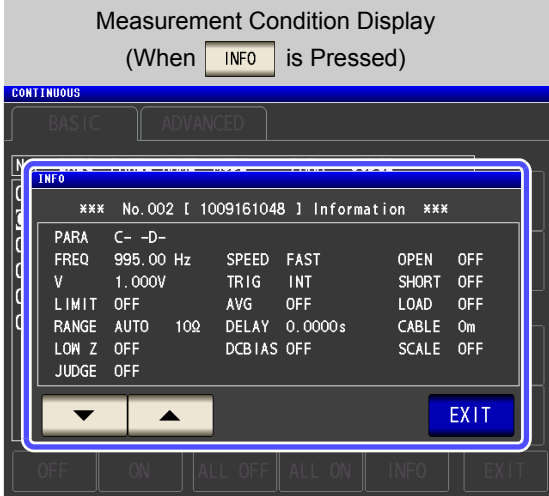 Measurement Condition Display
(When INFO is Pressed)
CONTINUOUS
BASIC ADVANCED
INFO
*** No.002 [ 1009161048 ] Information ***
PARA C- -D-
FREQ 995.00 Hz SPEED FAST OPEN OFF
V 1.000V TRIG INT SHORT OFF
LIMIT OFF AVG OFF LOAD OFF
RANGE AUTO 10Ω DELAY 0.0000s CABLE 0m
LOW Z OFF DCBIAS OFF SCALE OFF
JUDGE OFF
EXIT
OFF ON ALL OFF ALL ON INFO EXIT